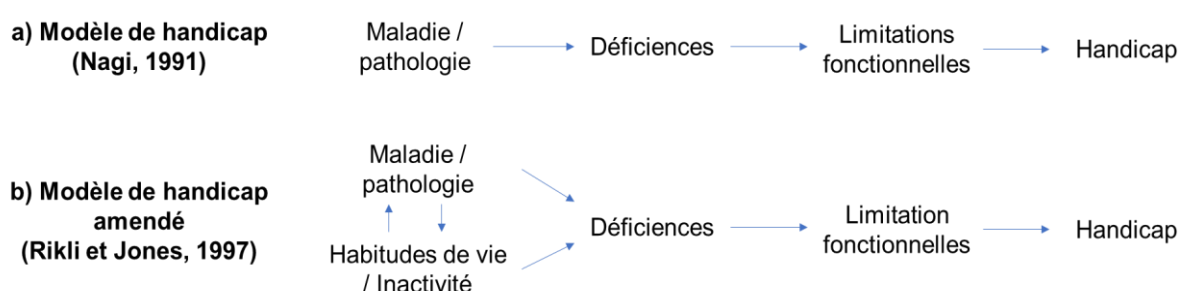 a) Modèle de handicap
(Nagi, 1991)
Maladie /
pathologie
Déficiences
Limitations
fonctionnelles
Handicap
b) Modèle de handicap
amendé
(Rikli et Jones, 1997)
Maladie /
pathologie
Habitudes de vie
/ Inactivité
Déficiences
Limitation
fonctionnelles
Handicap